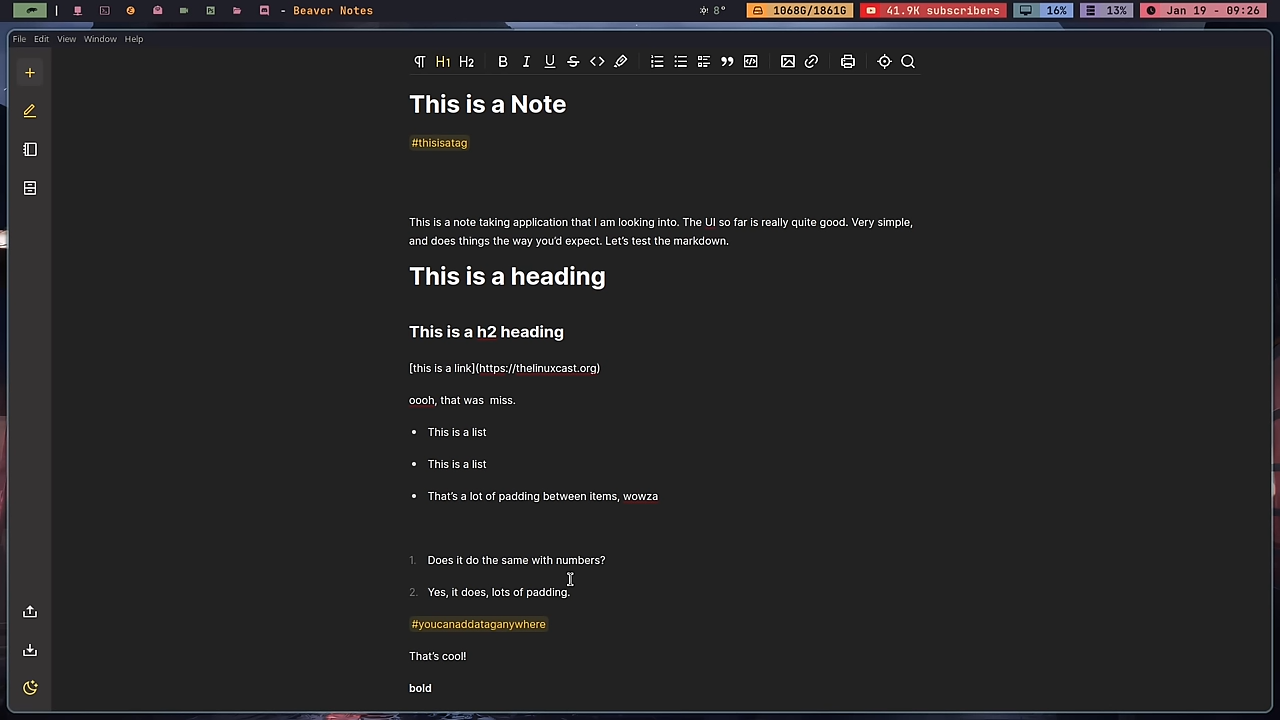 | - Beaver Notes 8° 1068G/1861G 41.9K subscribers 16% 13% Jan 19 - 09:26
File Edit View Window Help
H1 H2 B I U S
This is a Note
#thisisatag
This is a note taking application that I am looking into. The UI so far is really quite good. Very simple,
and does things the way you'd expect. Let's test the markdown.
This is a heading
This is a h2 heading
[this is a link](https://thelinuxcast.org)
oooh, that was  miss.
• This is a list
• This is a list
• That's a lot of padding between items, wowza
1. Does it do the same with numbers?
2. Yes, it does, lots of padding.
#youcanaddataganywhere
That's cool!
bold